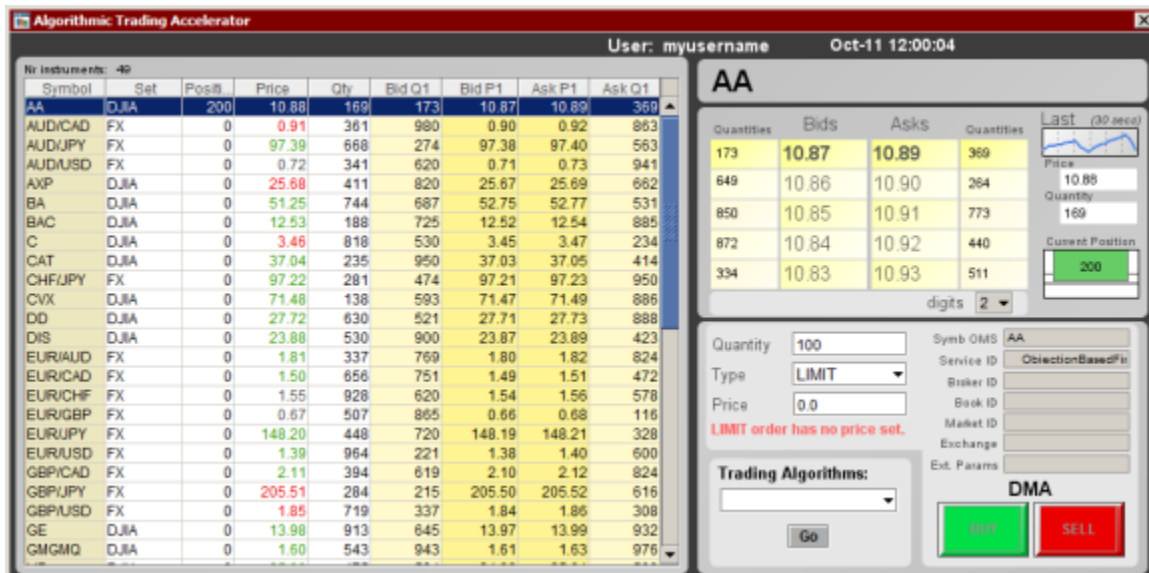 Algorithmic Trading Accelerator
User: myusername Oct-11 12:00:04
Nr instruments: 49
Symbol Set Positi... Price Qty Bid Q1 Bid P1 Ask P1 Ask Q1
AA DJIA 200 10.88 169 173 10.87 10.89 369
AUD/CAD FX 0 0.91 361 980 0.90 0.92 863
AUD/JPY FX 0 97.39 668 274 97.38 97.40 563
AUD/USD FX 0 0.72 341 620 0.71 0.73 941
AXP DJIA 0 25.68 411 820 25.67 25.69 662
BA DJIA 0 51.25 744 687 52.75 52.77 531
BAC DJIA 0 12.53 188 725 12.52 12.54 885
C DJIA 0 3.46 818 530 3.45 3.47 234
CAT DJIA 0 37.04 235 950 37.03 37.05 414
CHF/JPY FX 0 97.22 281 474 97.21 97.23 950
CVX DJIA 0 71.48 138 593 71.47 71.49 886
DD DJIA 0 27.72 630 521 27.71 27.73 888
DIS DJIA 0 23.88 530 900 23.87 23.89 423
EUR/AUD FX 0 1.81 337 769 1.80 1.82 824
EUR/CAD FX 0 1.50 656 751 1.49 1.51 472
EUR/CHF FX 0 1.55 928 620 1.54 1.56 578
EUR/GBP FX 0 0.67 507 865 0.66 0.68 116
EUR/JPY FX 0 148.20 448 720 148.19 148.21 328
EUR/USD FX 0 1.39 964 221 1.38 1.40 600
GBP/CAD FX 0 2.11 394 619 2.10 2.12 824
GBP/JPY FX 0 205.51 284 215 205.50 205.52 616
GBP/USD FX 0 1.85 719 337 1.84 1.86 308
GE DJIA 0 13.98 913 645 13.97 13.99 932
GMGMQ DJIA 0 1.60 543 943 1.61 1.63 976
AA
Quantities Bids Asks Quantities
173 10.87 10.89 369
649 10.86 10.90 264
850 10.85 10.91 773
872 10.84 10.92 440
334 10.83 10.93 511
digits 2
Last (30 secs)
Price
10.88
Quantity
169
Current Position
200
Quantity 100
Type LIMIT
Price 0.0
LIMIT order has no price set.
Trading Algorithms:
Go
Symb OMS AA
Service ID ObjectionBasedFir
Broker ID
Book ID
Market ID
Exchange
Ext. Params
DMA
BUY SELL